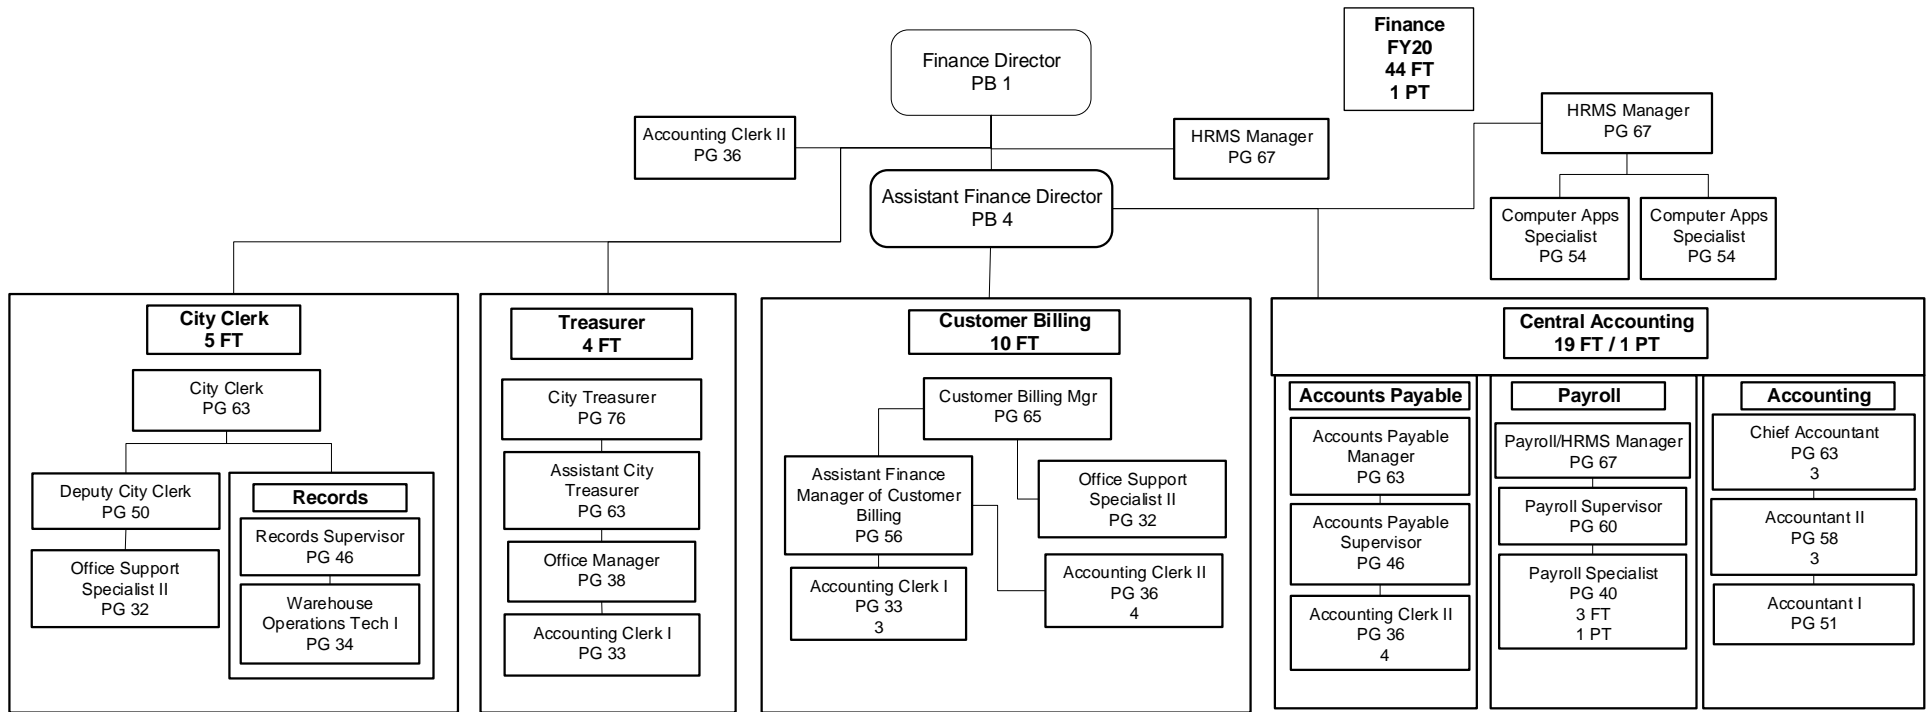 Finance
FY20
44 FT
1 PT
Finance Director
PB 1
Accounting Clerk II
PG 36
HRMS Manager
PG 67
HRMS Manager
PG 67
Assistant Finance Director
PB 4
Computer Apps
Specialist
PG 54
Computer Apps
Specialist
PG 54
City Clerk
5 FT
City Clerk
PG 63
Deputy City Clerk
PG 50
Office Support
Specialist II
PG 32
Records
Records Supervisor
PG 46
Warehouse
Operations Tech I
PG 34
Treasurer
4 FT
City Treasurer
PG 76
Assistant City
Treasurer
PG 63
Office Manager
PG 38
Accounting Clerk I
PG 33
Customer Billing
10 FT
Customer Billing Mgr
PG 65
Assistant Finance
Manager of Customer
Billing
PG 56
Office Support
Specialist II
PG 32
Accounting Clerk I
PG 33
3
Accounting Clerk II
PG 36
4
Central Accounting
19 FT / 1 PT
Accounts Payable
Accounts Payable
Manager
PG 63
Accounts Payable
Supervisor
PG 46
Accounting Clerk II
PG 36
4
Payroll
Payroll/HRMS Manager
PG 67
Payroll Supervisor
PG 60
Payroll Specialist
PG 40
3 FT
1 PT
Accounting
Chief Accountant
PG 63
3
Accountant II
PG 58
3
Accountant I
PG 51